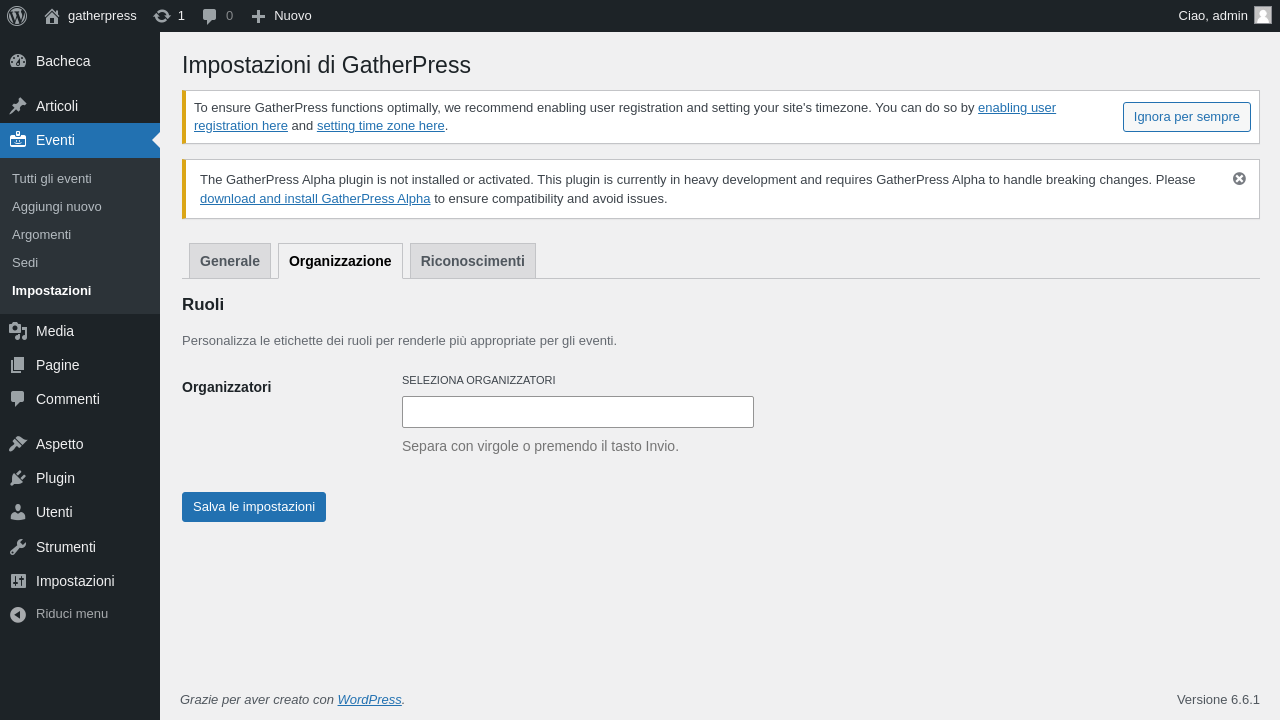 gatherpress
1
0
Nuovo
Ciao, admin
Bacheca
Articoli
Eventi
Tutti gli eventi
Aggiungi nuovo
Argomenti
Sedi
Impostazioni
Media
Pagine
Commenti
Aspetto
Plugin
Utenti
Strumenti
Impostazioni
Riduci menu
Impostazioni di GatherPress
To ensure GatherPress functions optimally, we recommend enabling user registration and setting your site's timezone. You can do so by enabling user
registration here and setting time zone here.
Ignora per sempre
The GatherPress Alpha plugin is not installed or activated. This plugin is currently in heavy development and requires GatherPress Alpha to handle breaking changes. Please
download and install GatherPress Alpha to ensure compatibility and avoid issues.
Generale
Organizzazione
Riconoscimenti
Ruoli
Personalizza le etichette dei ruoli per renderle più appropriate per gli eventi.
Organizzatori
SELEZIONA ORGANIZZATORI
Separa con virgole o premendo il tasto Invio.
Salva le impostazioni
Grazie per aver creato con WordPress.
Versione 6.6.1